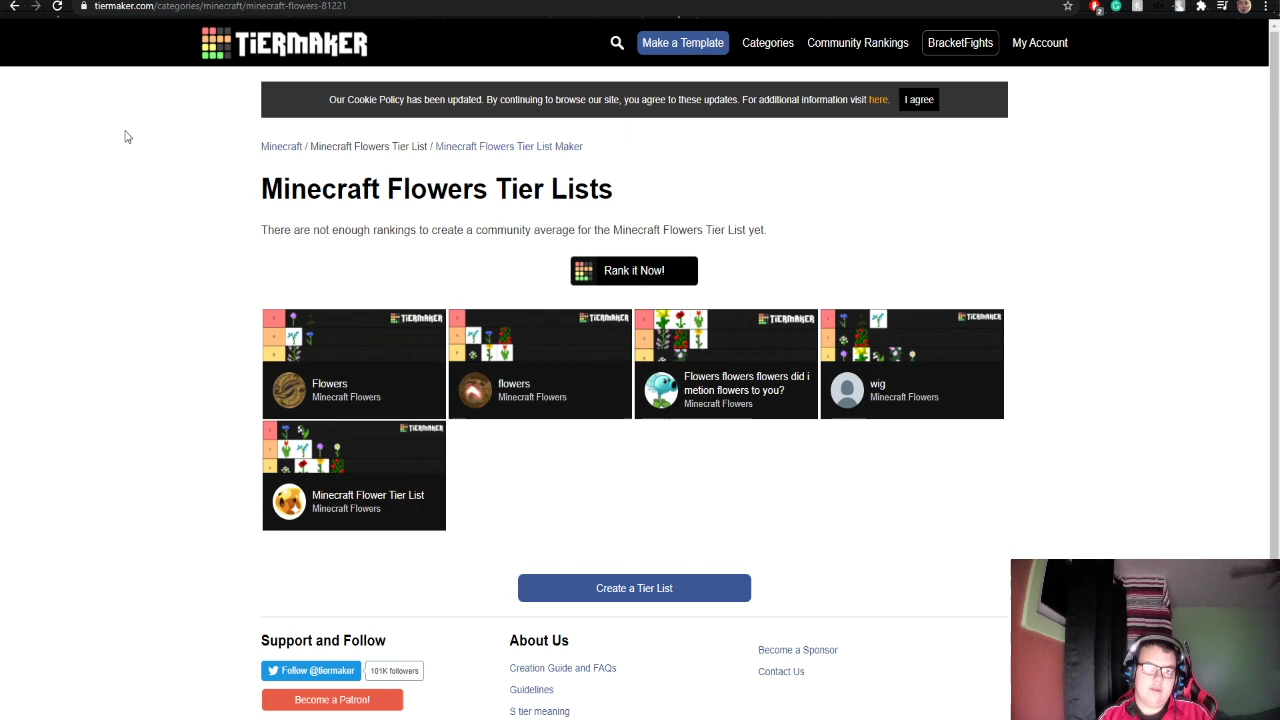 tiermaker.com/categories/minecraft/minecraft-flowers-81221
2
TiERMAKER
Make a Template
Categories
Community Rankings
BracketFights
My Account
Our Cookie Policy has been updated. By continuing to browse our site, you agree to these updates. For additional information visit here.
I agree
Minecraft / Minecraft Flowers Tier List / Minecraft Flowers Tier List Maker
Minecraft Flowers Tier Lists
There are not enough rankings to create a community average for the Minecraft Flowers Tier List yet.
Rank it Now!
TiERMAKER
Flowers
Minecraft Flowers
TiERMAKER
flowers
Minecraft Flowers
TiERMAKER
Flowers flowers flowers did i
metion flowers to you?
Minecraft Flowers
TiERMAKER
wig
Minecraft Flowers
TiERMAKER
Minecraft Flower Tier List
Minecraft Flowers
Create a Tier List
Support and Follow
Follow @tiermaker
101K followers
Become a Patron!
About Us
Creation Guide and FAQs
Guidelines
S tier meaning
Become a Sponsor
Contact Us